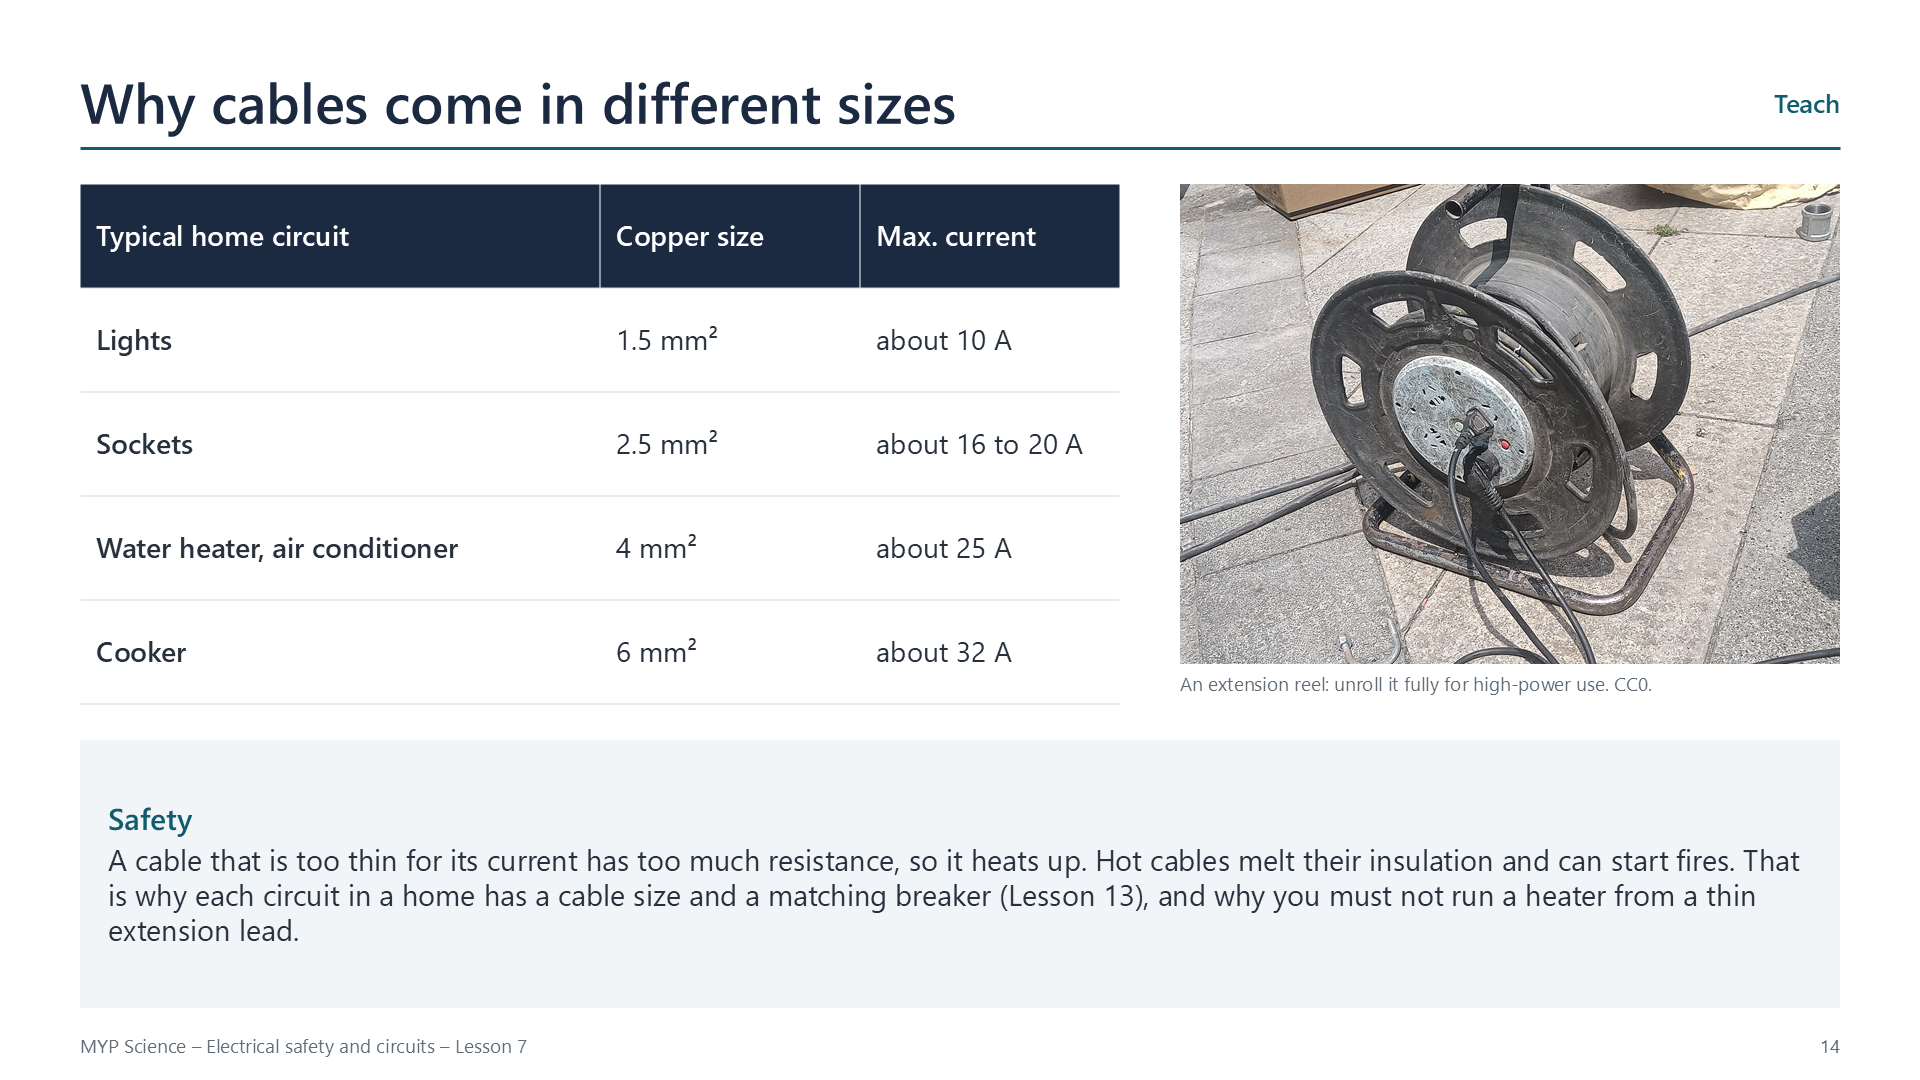 Why cables come in different sizes
Teach
Typical home circuit Copper size Max. current
Lights 1.5 mm² about 10 A
Sockets 2.5 mm² about 16 to 20 A
Water heater, air conditioner 4 mm² about 25 A
Cooker 6 mm² about 32 A
An extension reel: unroll it fully for high-power use. CC0.
Safety
A cable that is too thin for its current has too much resistance, so it heats up. Hot cables melt their insulation and can start fires. That
is why each circuit in a home has a cable size and a matching breaker (Lesson 13), and why you must not run a heater from a thin
extension lead.
MYP Science – Electrical safety and circuits – Lesson 7
14